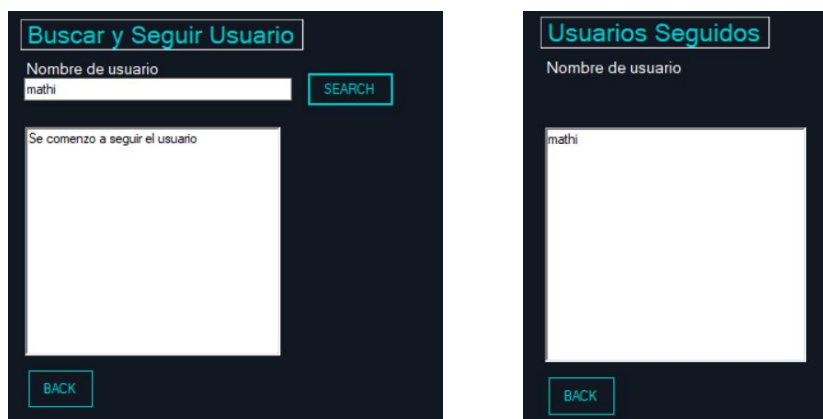 Buscar y Seguir Usuario
Nombre de usuario
mathi
SEARCH
Se comenzo a seguir el usuario
BACK
Usuarios Seguidos
Nombre de usuario
mathi
BACK